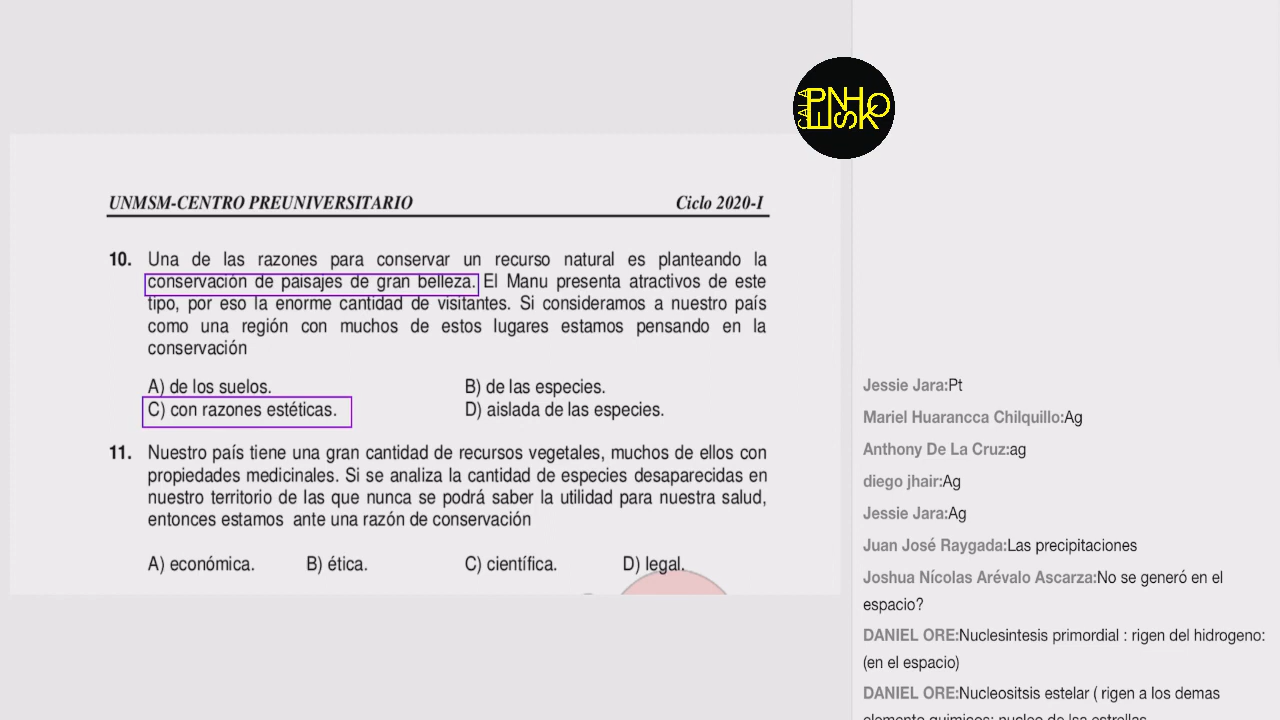 CALA
PENHSKO
UNMSM-CENTRO PREUNIVERSITARIO Ciclo 2020-I
10. Una de las razones para conservar un recurso natural es planteando la
conservación de paisajes de gran belleza. El Manu presenta atractivos de este
tipo, por eso la enorme cantidad de visitantes. Si consideramos a nuestro país
como una región con muchos de estos lugares estamos pensando en la
conservación
A) de los suelos. B) de las especies.
C) con razones estéticas. D) aislada de las especies.
11. Nuestro país tiene una gran cantidad de recursos vegetales, muchos de ellos con
propiedades medicinales. Si se analiza la cantidad de especies desaparecidas en
nuestro territorio de las que nunca se podrá saber la utilidad para nuestra salud,
entonces estamos ante una razón de conservación
A) económica. B) ética. C) científica. D) legal.
Jessie Jara:Pt
Mariel Huarancca Chilquillo:Ag
Anthony De La Cruz:ag
diego jhair:Ag
Jessie Jara:Ag
Juan José Raygada:Las precipitaciones
Joshua Nícolas Arévalo Ascarza:No se generó en el
espacio?
DANIEL ORE:Nuclesintesis primordial : rigen del hidrogeno:
(en el espacio)
DANIEL ORE:Nucleositsis estelar ( rigen a los demas
elemento quimicos: nucleo de lsa estrellas